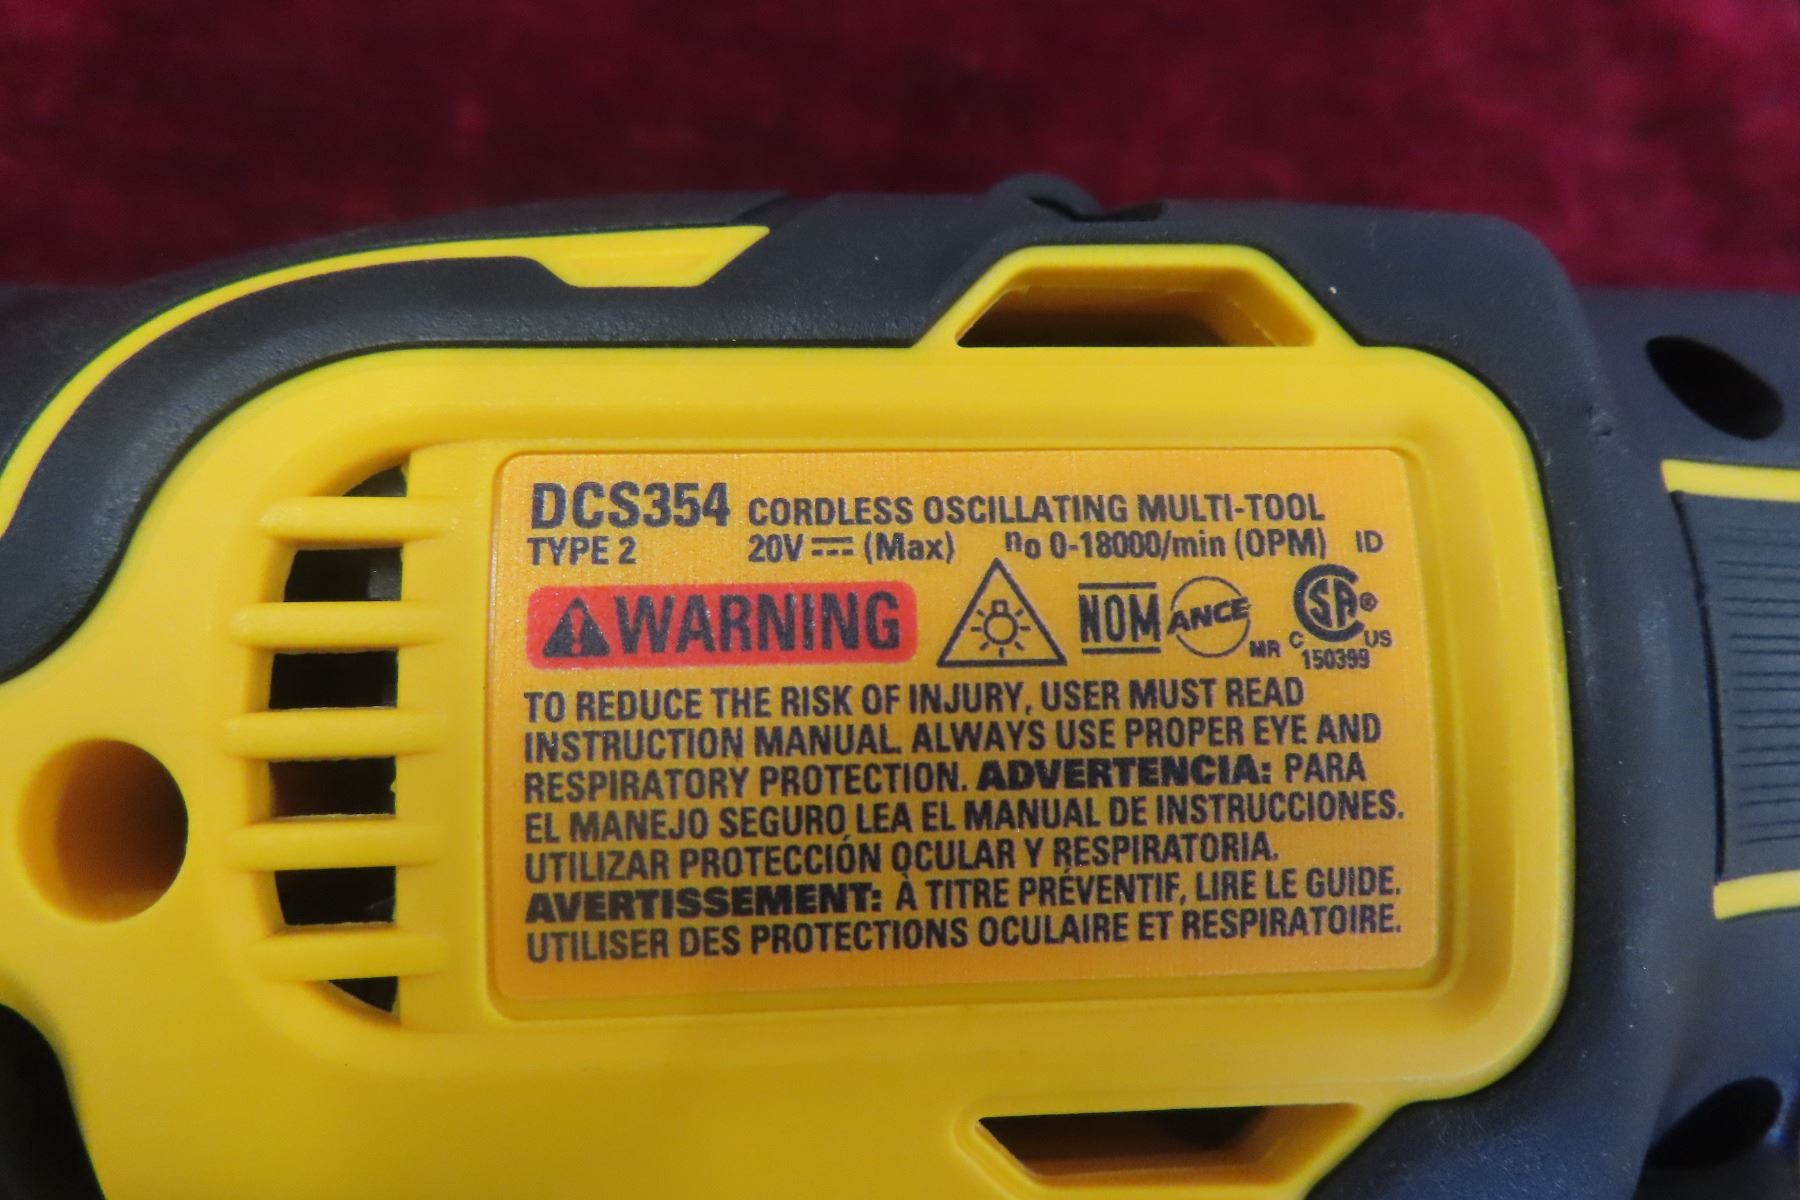 DCS354 CORDLESS OSCILLATING MULTI-TOOL
TYPE 2 20V ⎓ (Max) no 0-18000/min (OPM) ID
WARNING
NOM ANCE MR
CSA® C US
150399
TO REDUCE THE RISK OF INJURY, USER MUST READ
INSTRUCTION MANUAL. ALWAYS USE PROPER EYE AND
RESPIRATORY PROTECTION. ADVERTENCIA: PARA
EL MANEJO SEGURO, LEA EL MANUAL DE INSTRUCCIONES.
UTILIZAR PROTECCIÓN OCULAR Y RESPIRATORIA.
AVERTISSEMENT: À TITRE PRÉVENTIF, LIRE LE GUIDE.
UTILISER DES PROTECTIONS OCULAIRE ET RESPIRATOIRE.